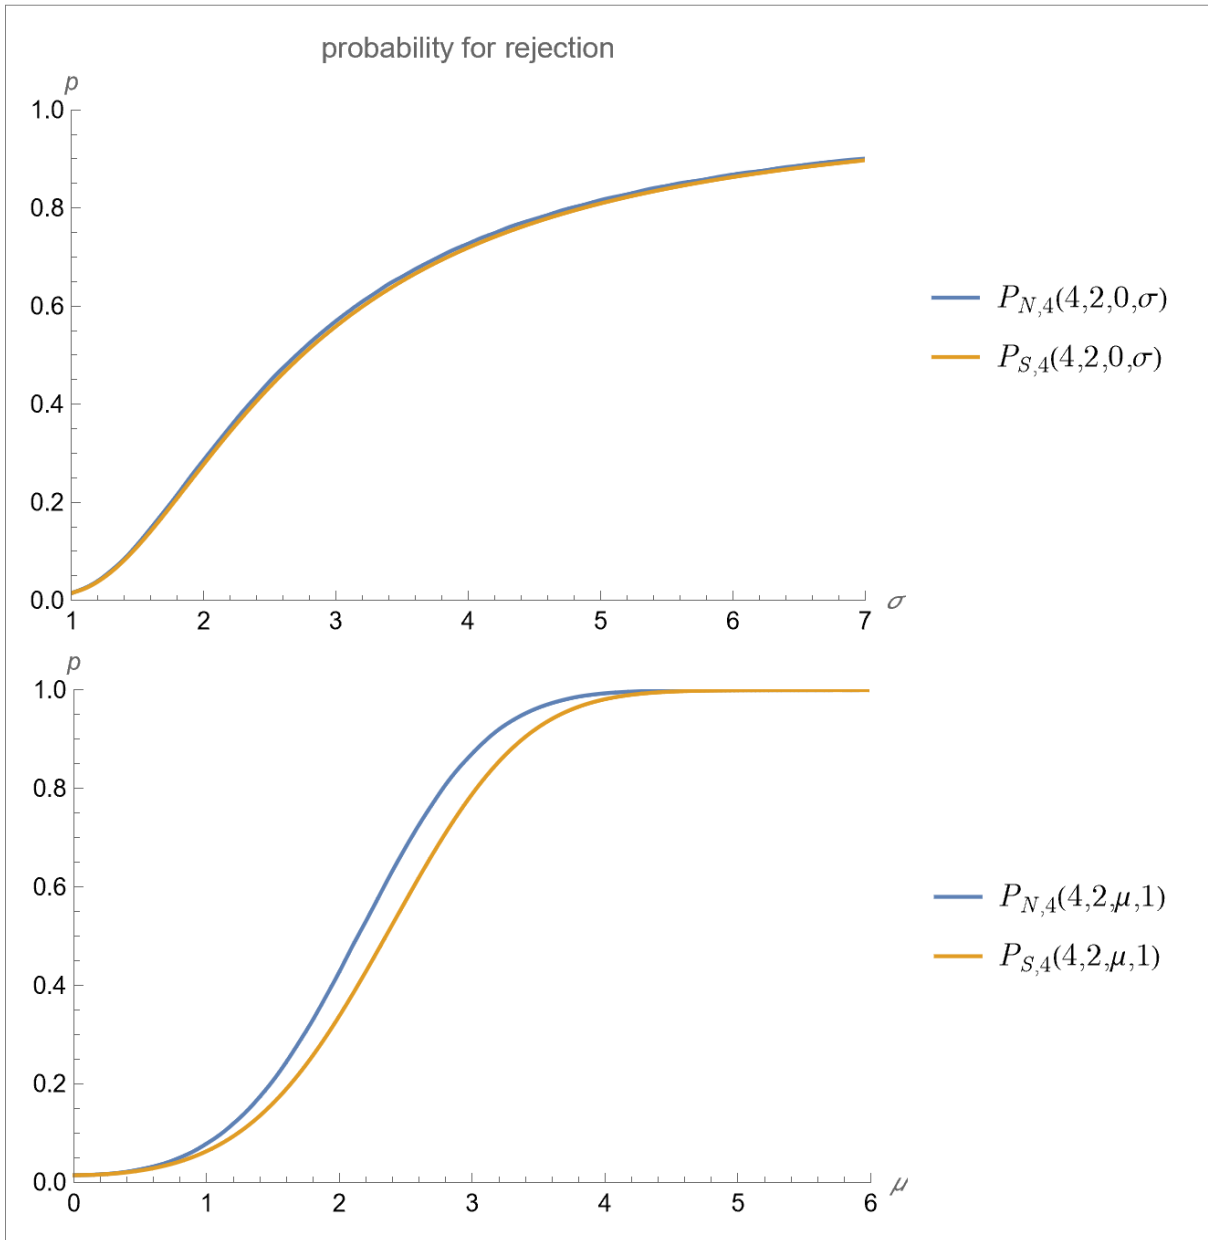 probability for rejection
p
1.0
0.8
0.6
0.4
0.2
0.0
1 2 3 4 5 6 7 σ
P_{N,4}(4,2,0,σ)
P_{S,4}(4,2,0,σ)
p
1.0
0.8
0.6
0.4
0.2
0.0
0 1 2 3 4 5 6 μ
P_{N,4}(4,2,μ,1)
P_{S,4}(4,2,μ,1)